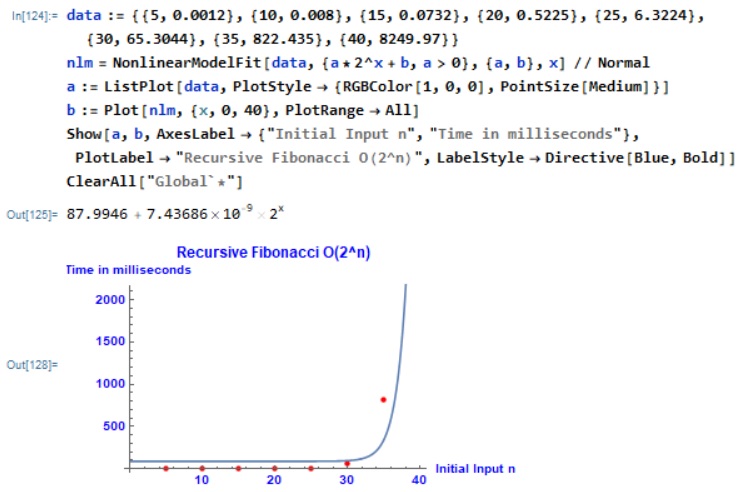 In[124]:= data := {{5, 0.0012}, {10, 0.008}, {15, 0.0732}, {20, 0.5225}, {25, 6.3224},
{30, 65.3044}, {35, 822.435}, {40, 8249.97}}
nlm = NonlinearModelFit[data, {a * 2^x + b, a > 0}, {a, b}, x] // Normal
a := ListPlot[data, PlotStyle → {RGBColor[1, 0, 0], PointSize[Medium]}]
b := Plot[nlm, {x, 0, 40}, PlotRange → All]
Show[a, b, AxesLabel → {"Initial Input n", "Time in milliseconds"},
PlotLabel → "Recursive Fibonacci O(2^n)", LabelStyle → Directive[Blue, Bold]]
ClearAll["Global`*"]
Out[125]= 87.9946 + 7.43686 × 10^-9 × 2^x
Recursive Fibonacci O(2^n)
Time in milliseconds
2000
1500
Out[128]=
1000
500
10 20 30 40 Initial Input n